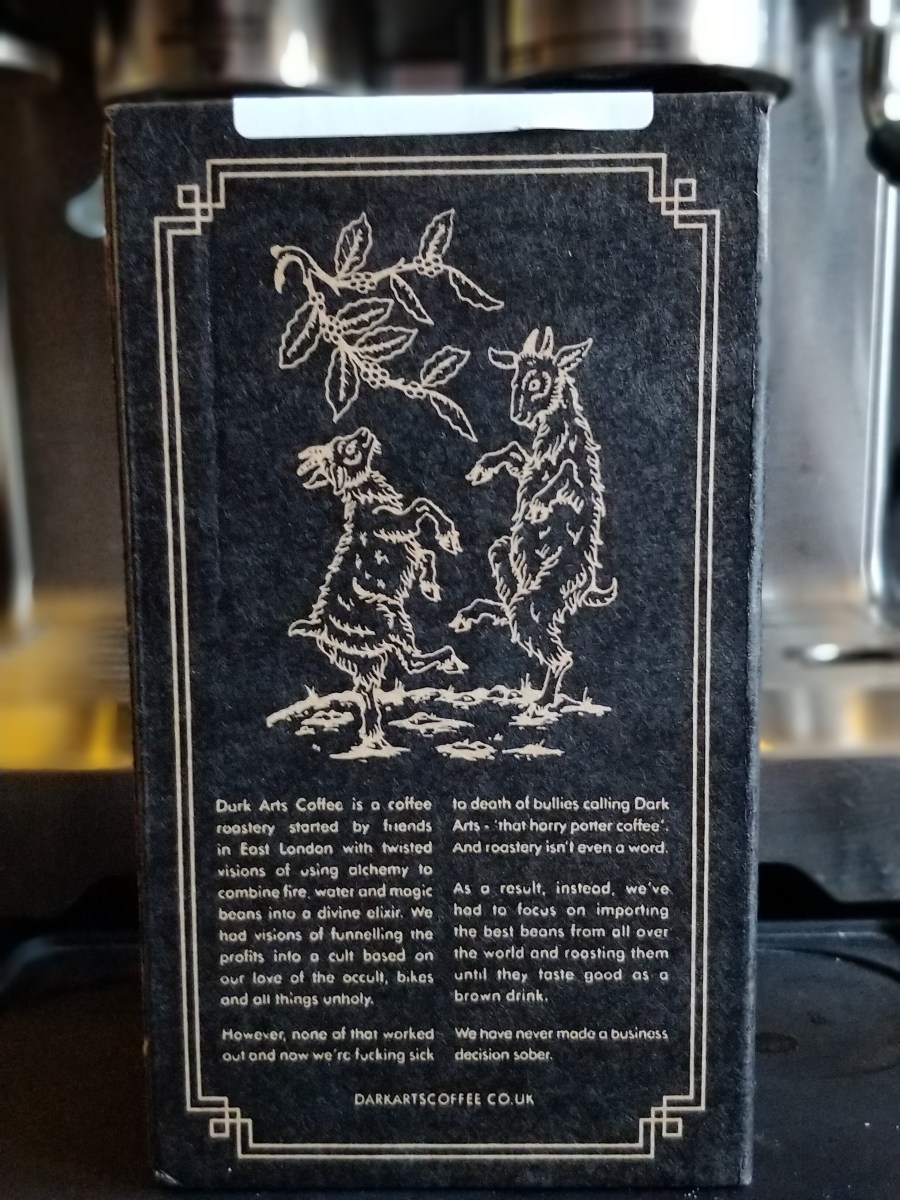 Dark Arts Coffee is a coffee
roastery started by friends
in East London with twisted
visions of using alchemy to
combine fire, water and magic
beans into a divine elixir. We
had visions of funnelling the
profits into a cult based on
our love of the occult, bikes
and all things unholy.
However, none of that worked
out and now we're fucking sick
to death of bullies calling Dark
Arts - 'that harry potter coffee'.
And roastery isn't even a word.
As a result, instead, we've
had to focus on importing
the best beans from all over
the world and roasting them
until they taste good as a
brown drink.
We have never made a business
decision sober.
DARKARTSCOFFEE.CO.UK